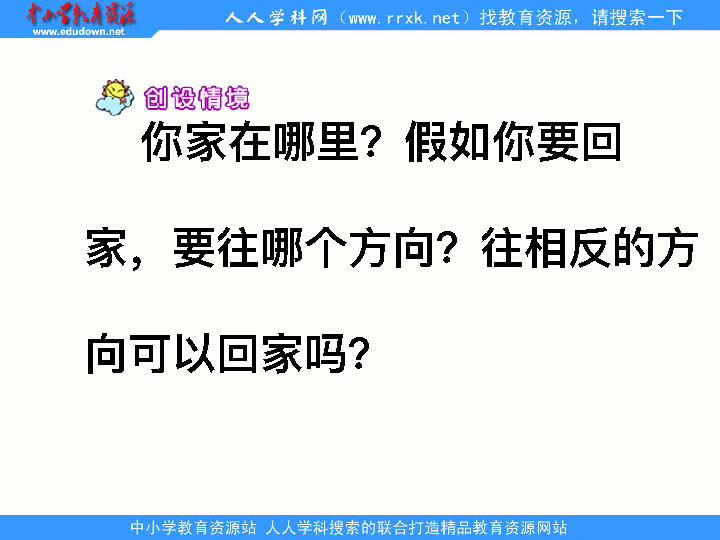 中小学教育资源
www.edudown.net
人人学科网（www.rrxk.net）找教育资源，请搜索一下
创设情境
你家在哪里？假如你要回
家，要往哪个方向？往相反的方
向可以回家吗？
中小学教育资源站 人人学科搜索的联合打造精品教育资源网站